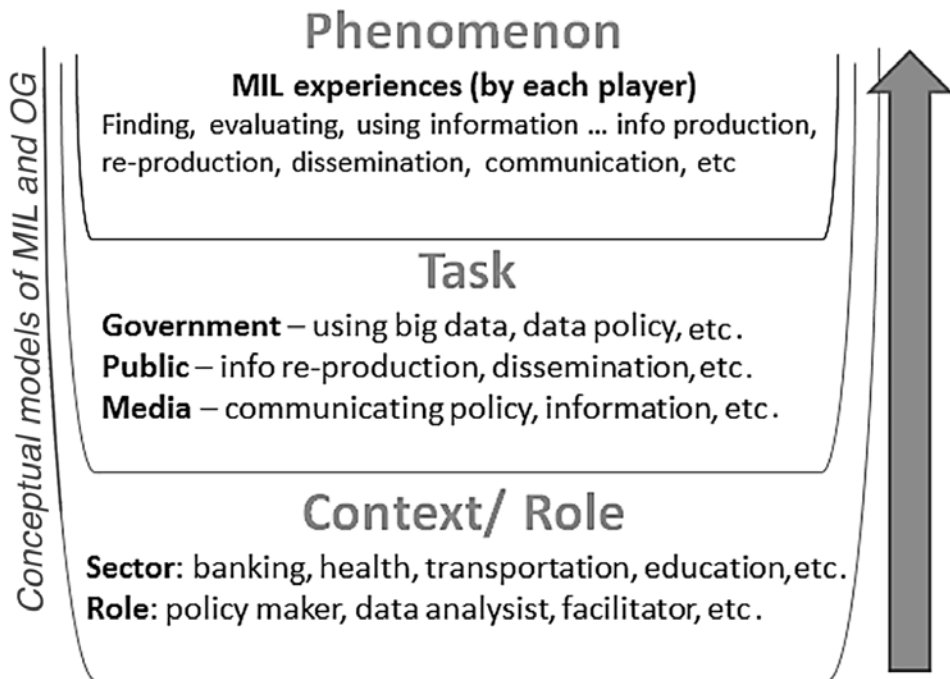 Phenomenon
MIL experiences (by each player)
Finding, evaluating, using information ... info production,
re-production, dissemination, communication, etc
Task
Government – using big data, data policy, etc.
Public – info re-production, dissemination, etc.
Media – communicating policy, information, etc.
Context/ Role
Sector: banking, health, transportation, education, etc.
Role: policy maker, data analysist, facilitator, etc.
Conceptual models of MIL and OG